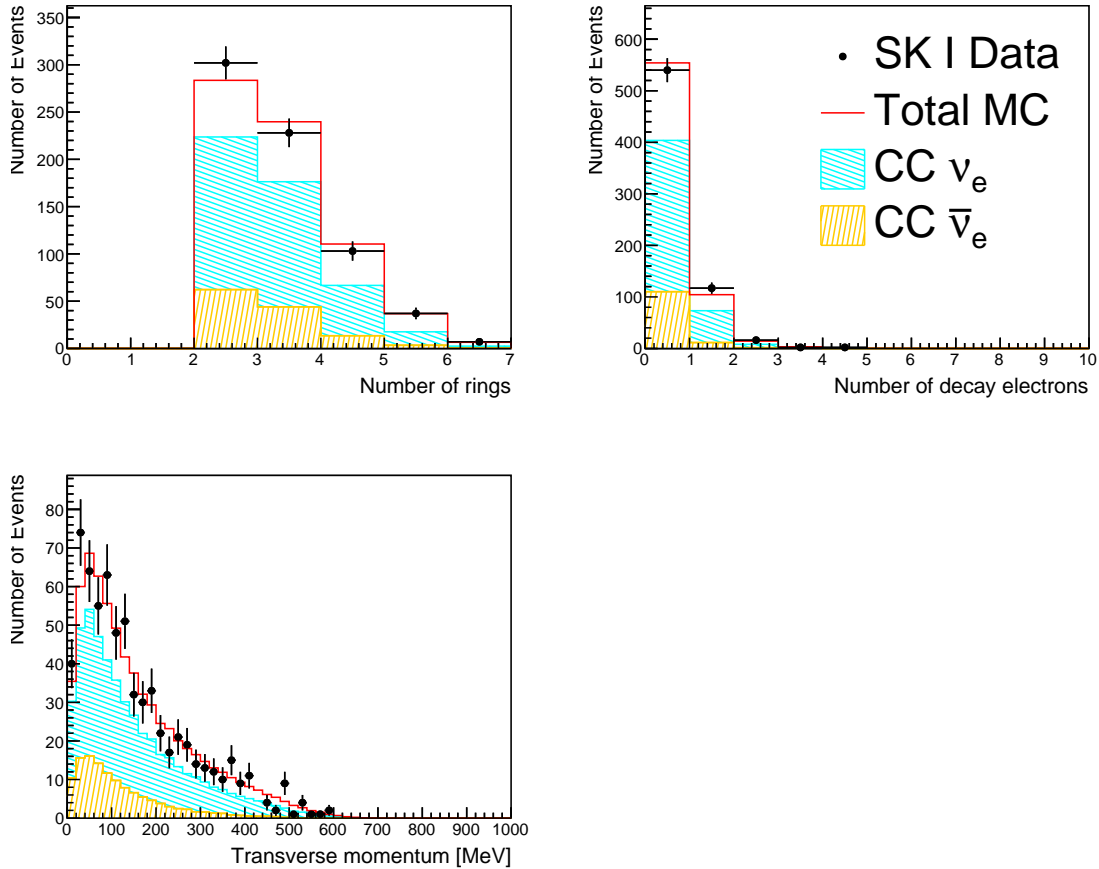 Number of Events
350
300
250
200
150
100
50
0
0 1 2 3 4 5 6 7
Number of rings
Number of Events
600
500
400
300
200
100
0
0 1 2 3 4 5 6 7 8 9 10
Number of decay electrons
SK I Data
Total MC
CC νe
CC ν̅e
Number of Events
80
70
60
50
40
30
20
10
0
0 100 200 300 400 500 600 700 800 900 1000
Transverse momentum [MeV]